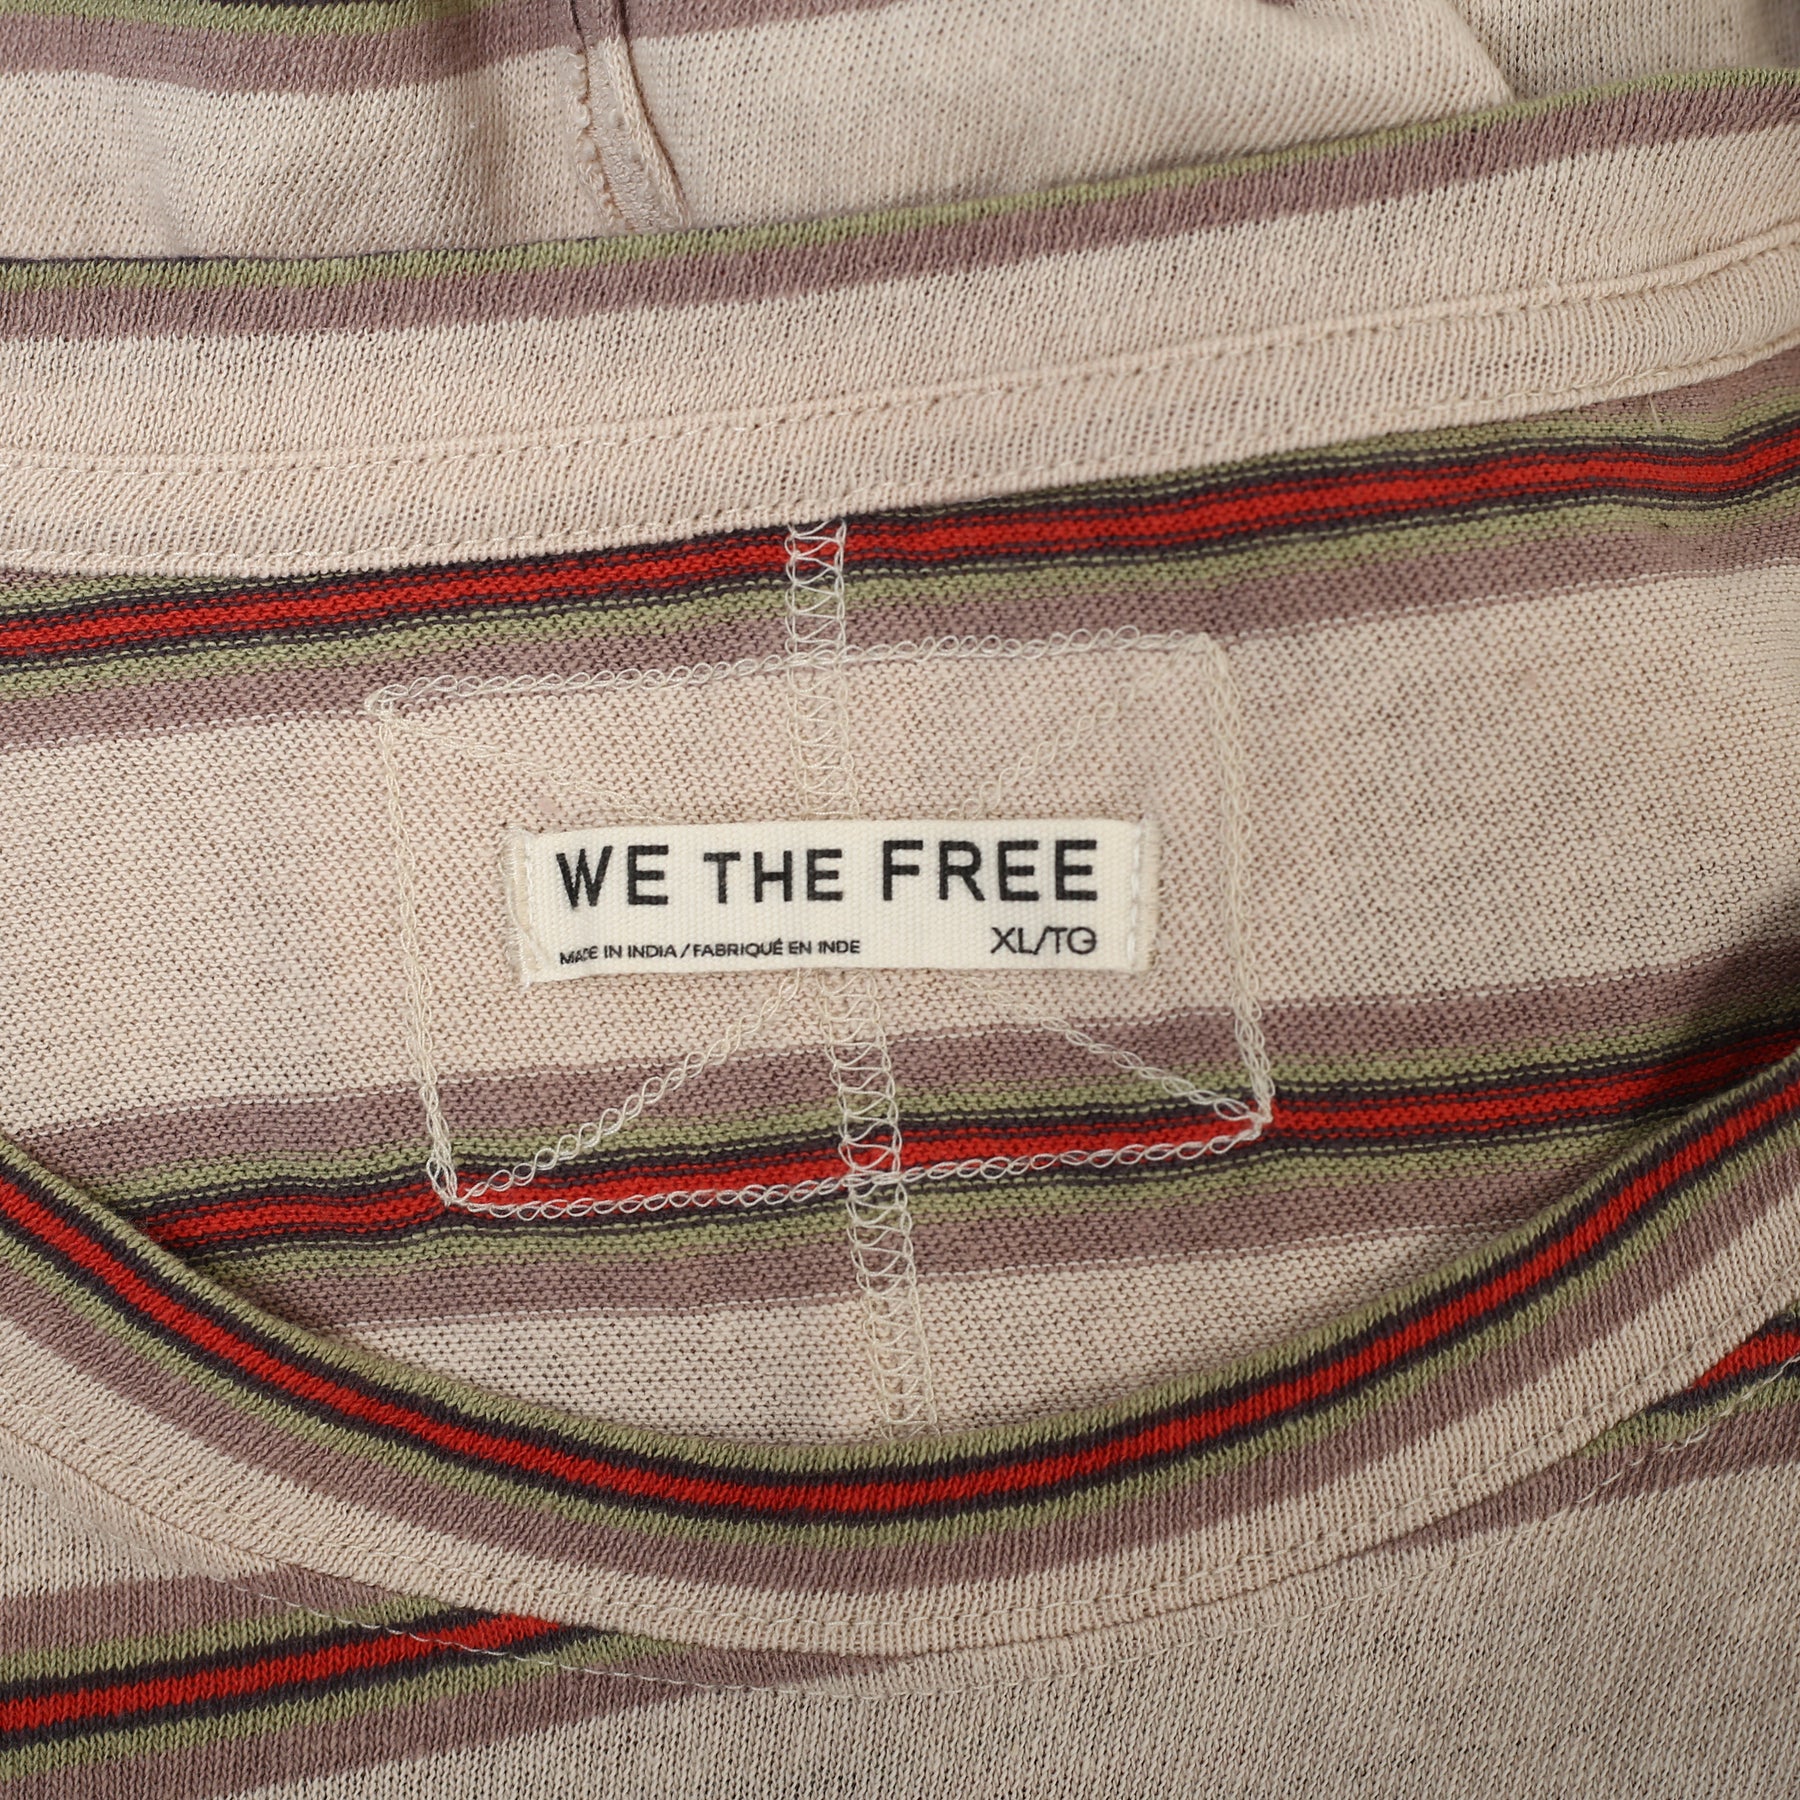 WE THE FREE
MADE IN INDIA / FABRIQUÉ EN INDE XL/TG